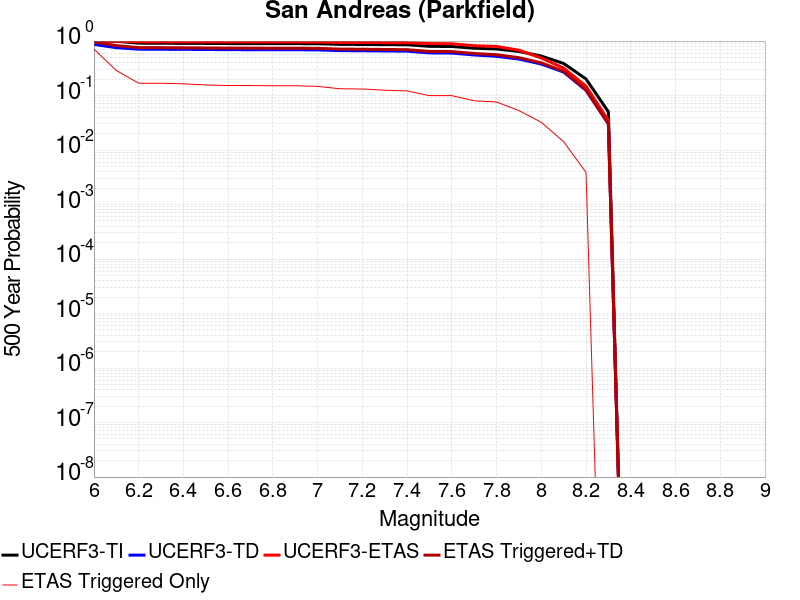 San Andreas (Parkfield)
10^0
10^-1
10^-2
10^-3
10^-4
10^-5
10^-6
10^-7
10^-8
500 Year Probability
6 6.2 6.4 6.6 6.8 7 7.2 7.4 7.6 7.8 8 8.2 8.4 8.6 8.8 9
Magnitude
UCERF3-TI UCERF3-TD UCERF3-ETAS ETAS Triggered+TD
ETAS Triggered Only